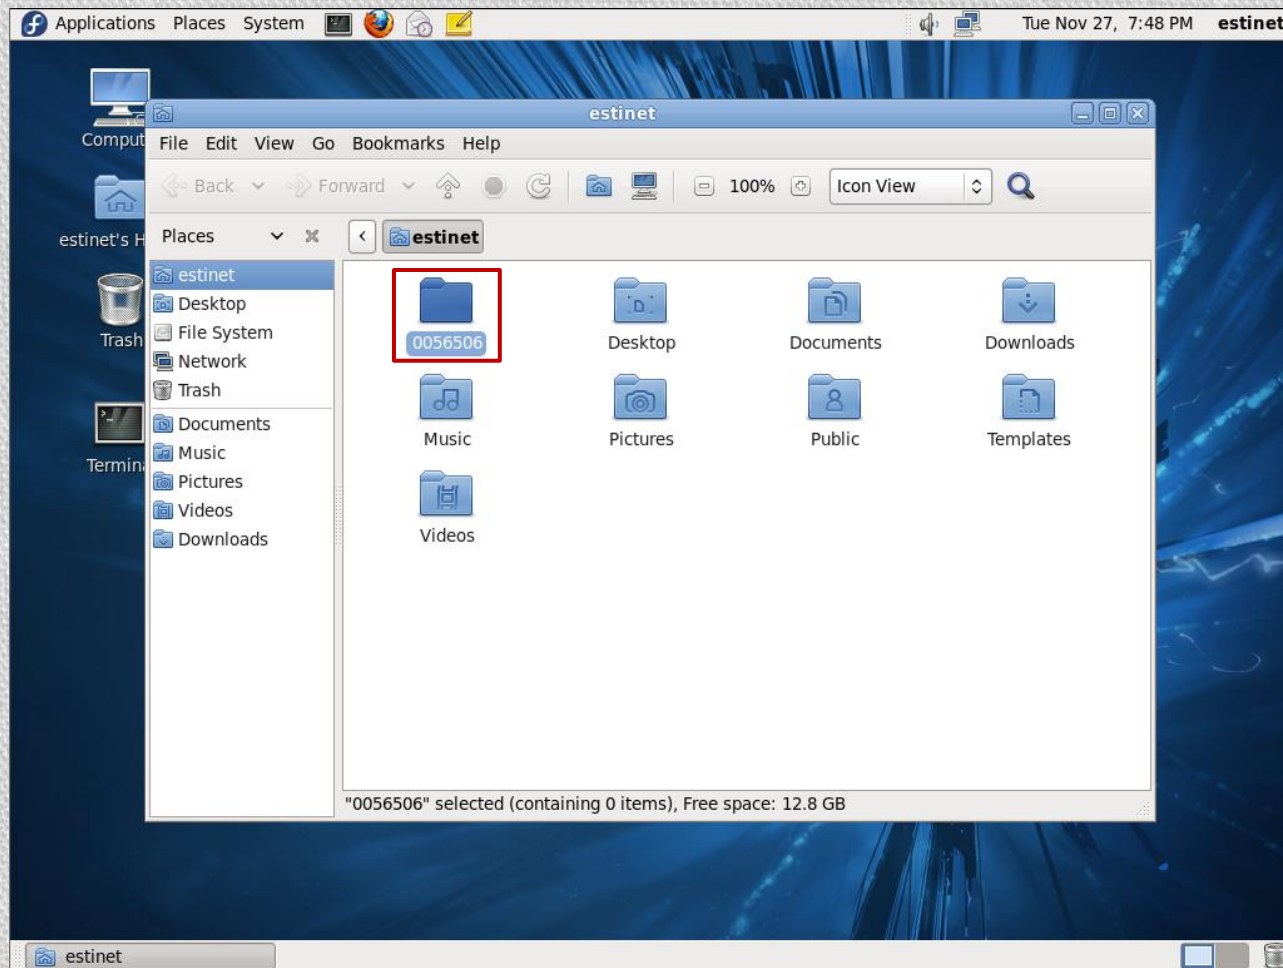 Applications Places System Tue Nov 27, 7:48 PM estinet
Comput
estinet's H
Trash
Termin
estinet
File Edit View Go Bookmarks Help
Back Forward 100% Icon View
Places estinet
estinet
Desktop
File System
Network
Trash
Documents
Music
Pictures
Videos
Downloads
0056506 Desktop Documents Downloads
Music Pictures Public Templates
Videos
"0056506" selected (containing 0 items), Free space: 12.8 GB
estinet